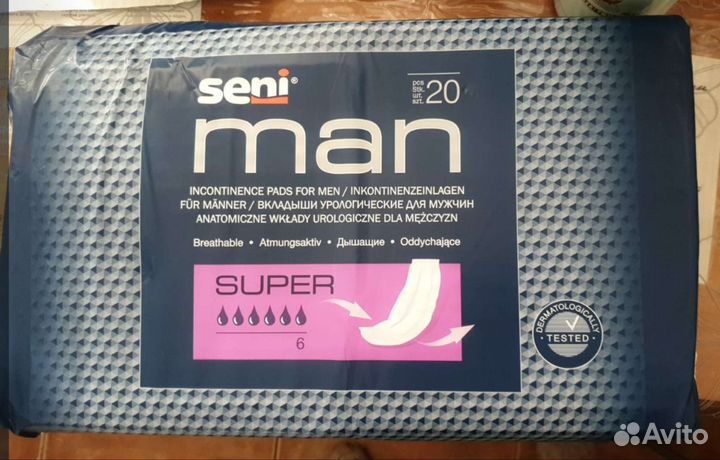 seni®
pcs
Stk.
шт.
szt.
20
man
INCONTINENCE PADS FOR MEN / INKONTINENZEINLAGEN
FÜR MÄNNER / ВКЛАДЫШИ УРОЛОГИЧЕСКИЕ ДЛЯ МУЖЧИН
ANATOMICZNE WKŁADY UROLOGICZNE DLA MĘŻCZYZN
Breathable • Atmungsaktiv • Дышащие • Oddychające
SUPER
6
DERMATOLOGICALLY
• TESTED •
Avito